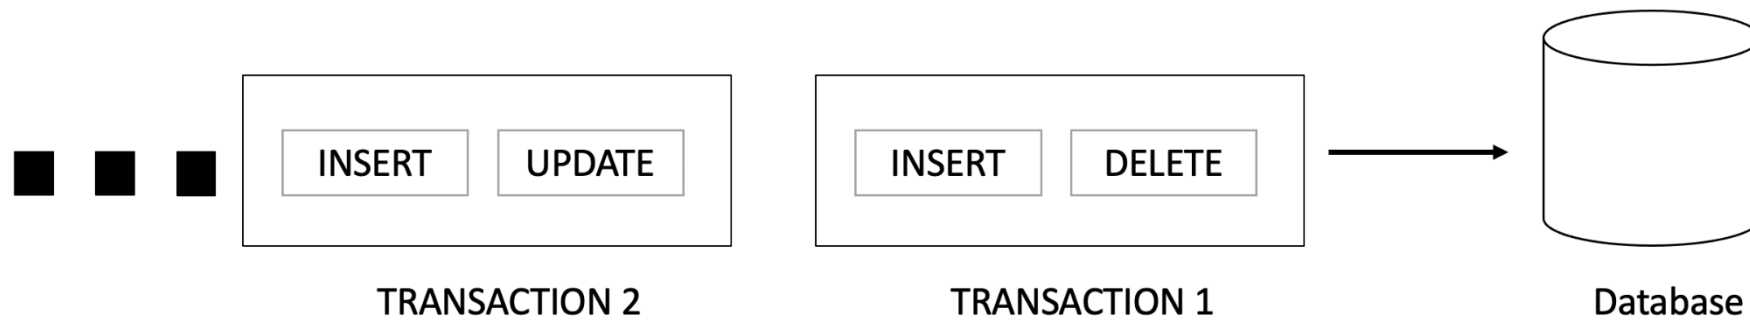 INSERT UPDATE INSERT DELETE
TRANSACTION 2 TRANSACTION 1 Database